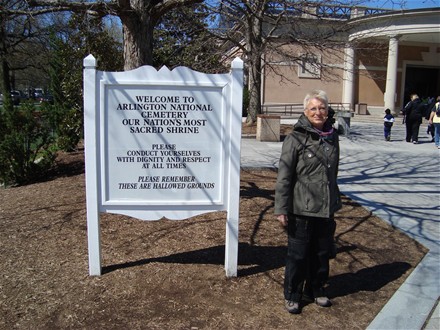 WELCOME TO
ARLINGTON NATIONAL
CEMETERY
OUR NATION'S MOST
SACRED SHRINE
PLEASE
CONDUCT YOURSELVES
WITH DIGNITY AND RESPECT
AT ALL TIMES
PLEASE REMEMBER
THESE ARE HALLOWED GROUNDS